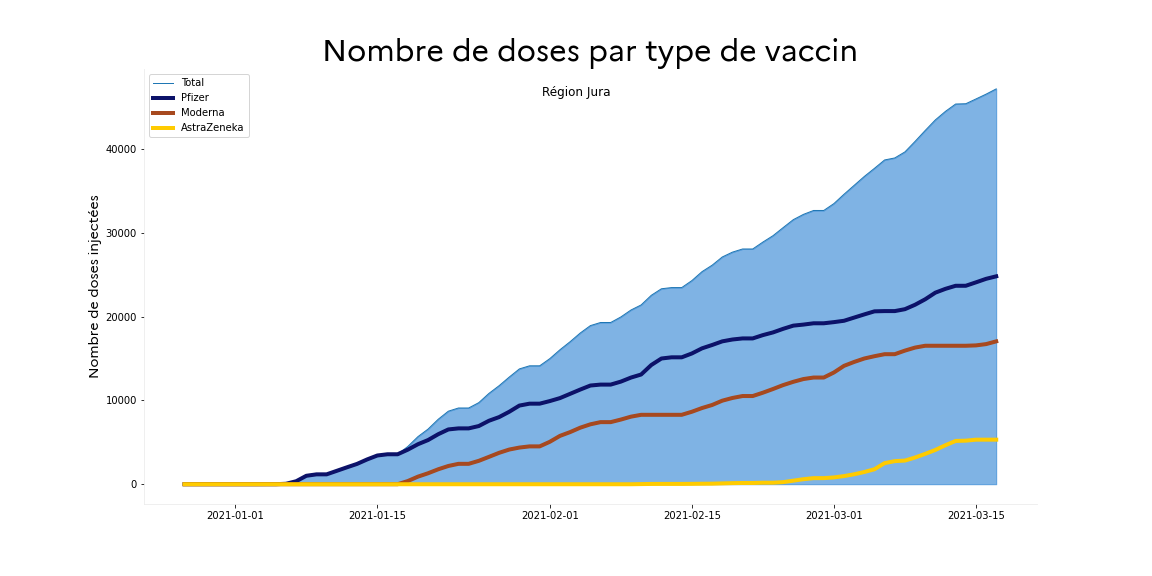 Nombre de doses par type de vaccin
Région Jura
Total
Pfizer
Moderna
AstraZeneka
Nombre de doses injectées
40000
30000
20000
10000
0
2021-01-01
2021-01-15
2021-02-01
2021-02-15
2021-03-01
2021-03-15